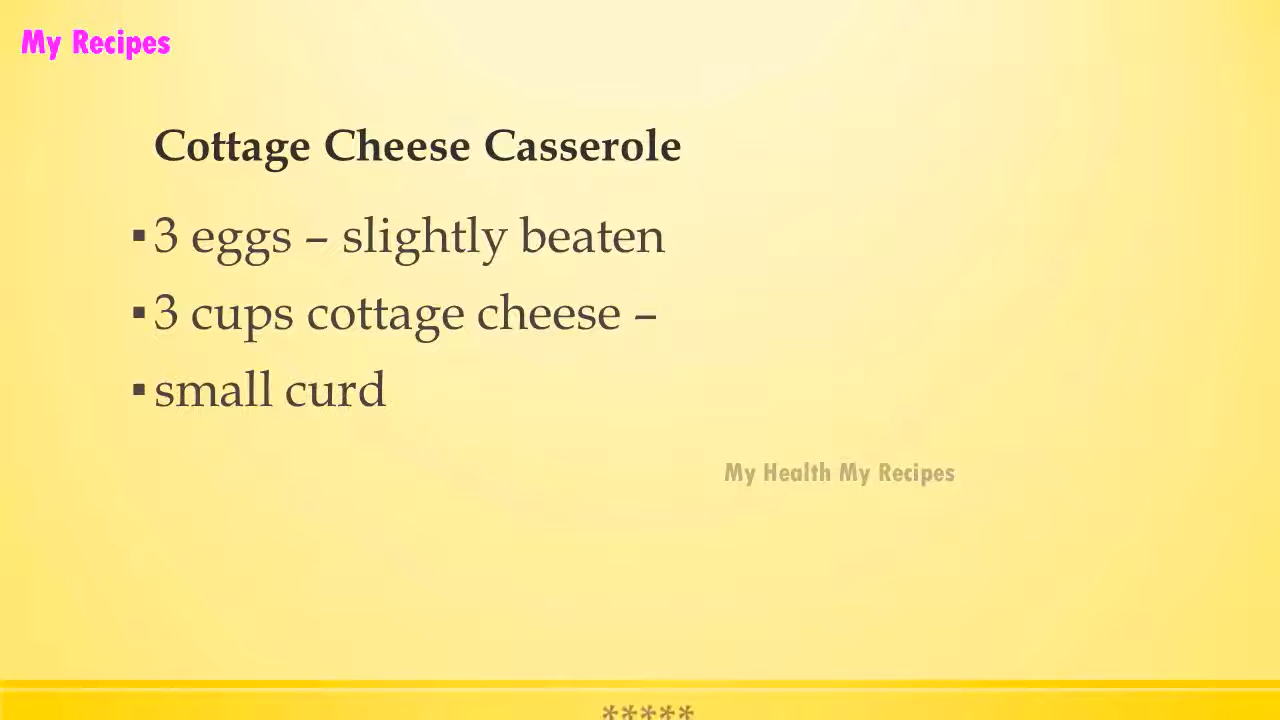 My Recipes
Cottage Cheese Casserole
▪3 eggs – slightly beaten
▪3 cups cottage cheese –
▪small curd
My Health My Recipes
*****